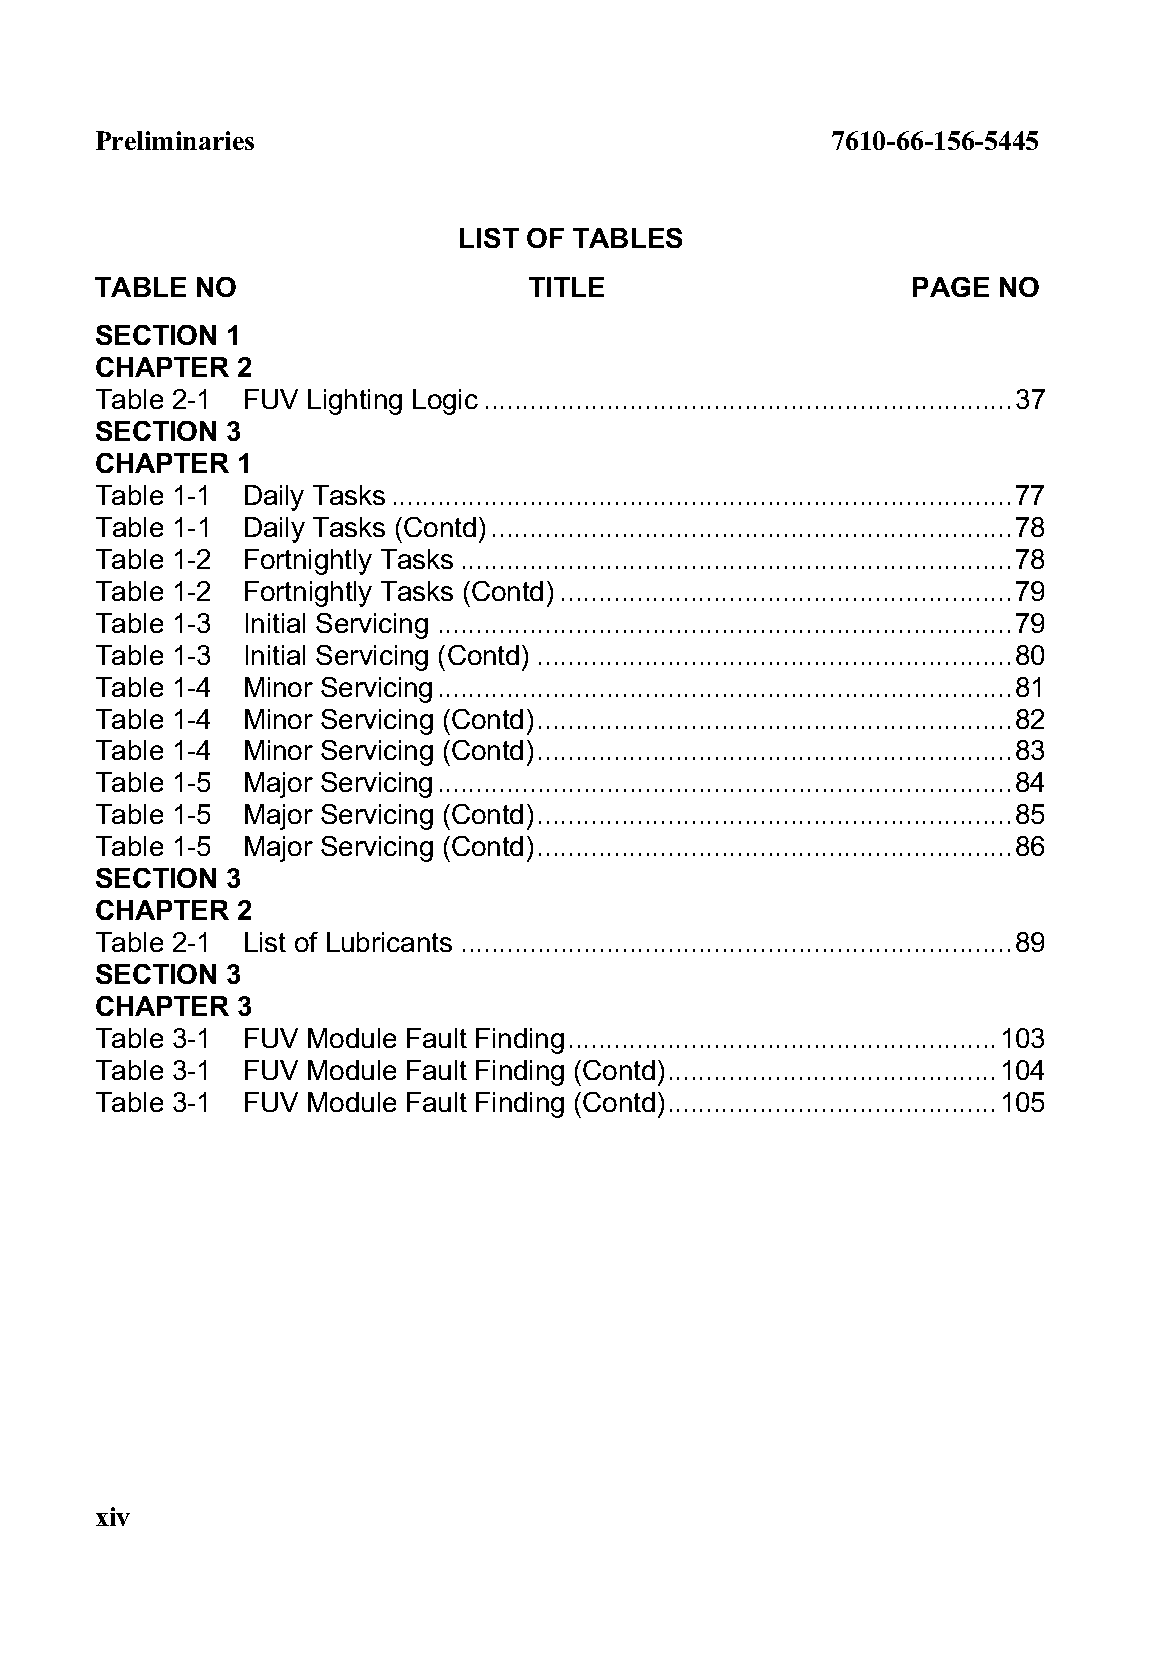 Preliminaries 7610-66-156-5445
LIST OF TABLES
TABLE NO TITLE PAGE NO
SECTION 1
CHAPTER 2
Table 2-1 FUV Lighting Logic ..................................................................... 37
SECTION 3
CHAPTER 1
Table 1-1 Daily Tasks ................................................................................. 77
Table 1-1 Daily Tasks (Contd) .................................................................... 78
Table 1-2 Fortnightly Tasks ........................................................................ 78
Table 1-2 Fortnightly Tasks (Contd) ........................................................... 79
Table 1-3 Initial Servicing ........................................................................... 79
Table 1-3 Initial Servicing (Contd) .............................................................. 80
Table 1-4 Minor Servicing ........................................................................... 81
Table 1-4 Minor Servicing (Contd) .............................................................. 82
Table 1-4 Minor Servicing (Contd) .............................................................. 83
Table 1-5 Major Servicing ........................................................................... 84
Table 1-5 Major Servicing (Contd) .............................................................. 85
Table 1-5 Major Servicing (Contd) .............................................................. 86
SECTION 3
CHAPTER 2
Table 2-1 List of Lubricants ........................................................................ 89
SECTION 3
CHAPTER 3
Table 3-1 FUV Module Fault Finding ........................................................ 103
Table 3-1 FUV Module Fault Finding (Contd) ........................................... 104
Table 3-1 FUV Module Fault Finding (Contd) ........................................... 105
xiv